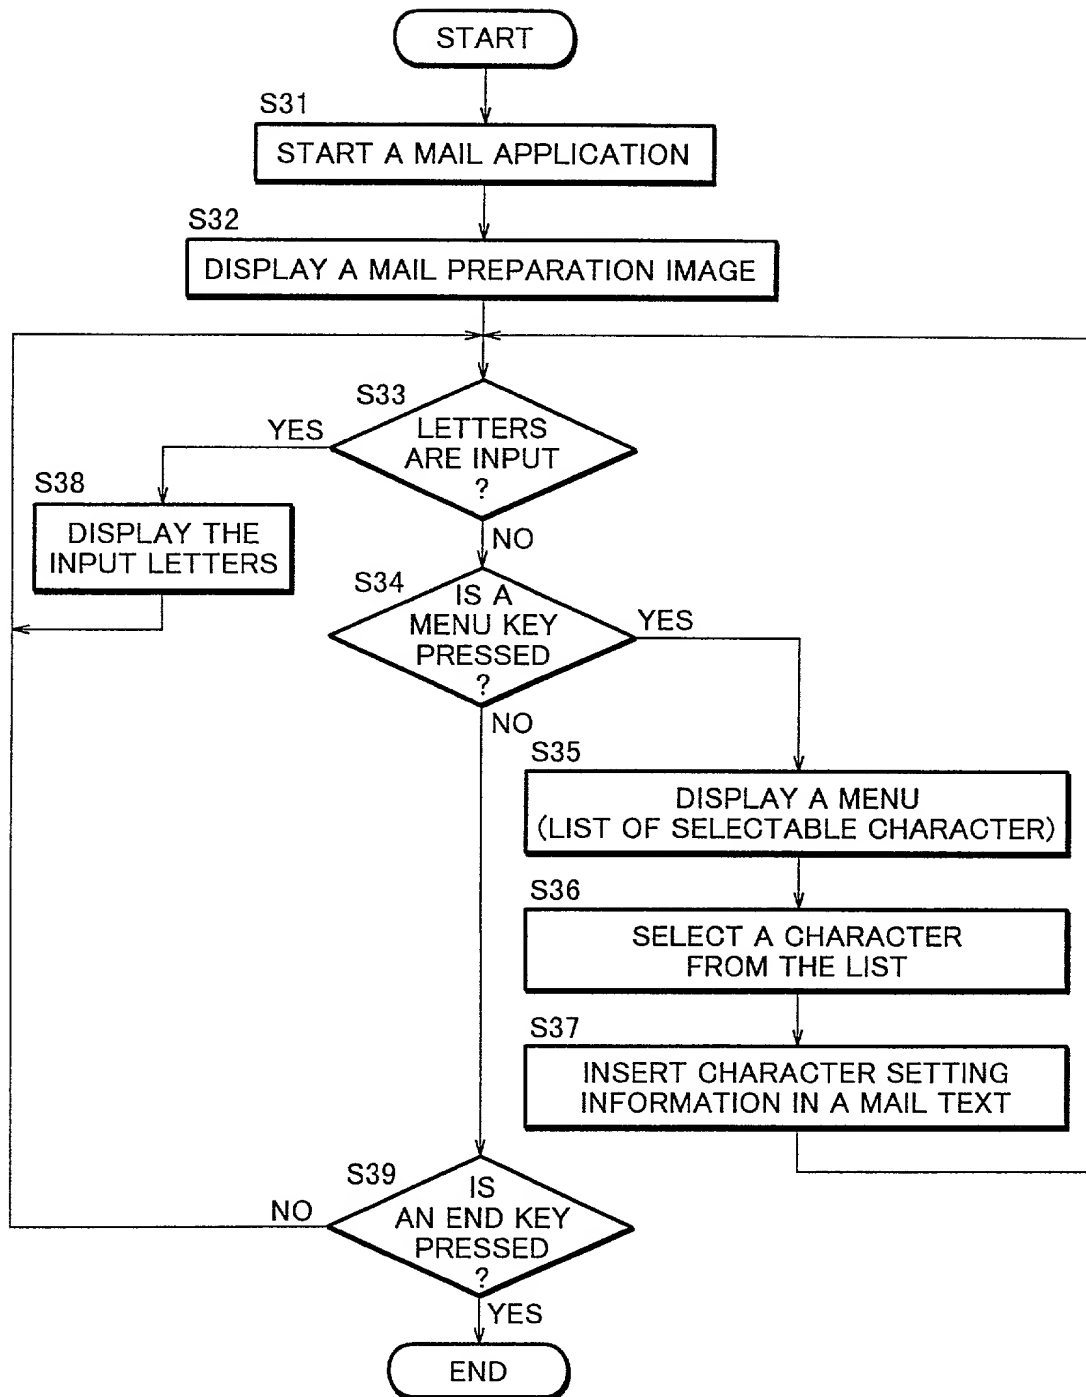 START
S31
START A MAIL APPLICATION
S32
DISPLAY A MAIL PREPARATION IMAGE
S33
LETTERS
ARE INPUT
?
YES
NO
S38
DISPLAY THE
INPUT LETTERS
S34
IS A
MENU KEY
PRESSED
?
YES
NO
S35
DISPLAY A MENU
(LIST OF SELECTABLE CHARACTER)
S36
SELECT A CHARACTER
FROM THE LIST
S37
INSERT CHARACTER SETTING
INFORMATION IN A MAIL TEXT
S39
IS
AN END KEY
PRESSED
?
NO
YES
END